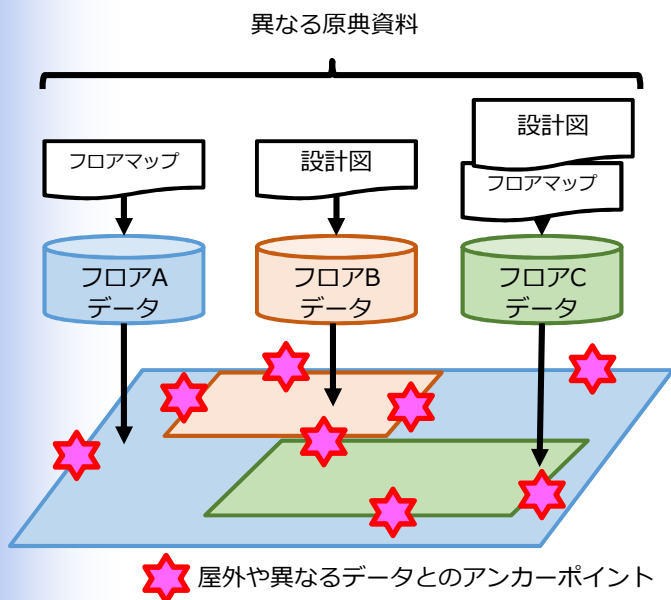 異なる原典資料
設計図
フロアマップ
設計図
フロアマップ
フロアA
データ
フロアB
データ
フロアC
データ
屋外や異なるデータとのアンカーポイント